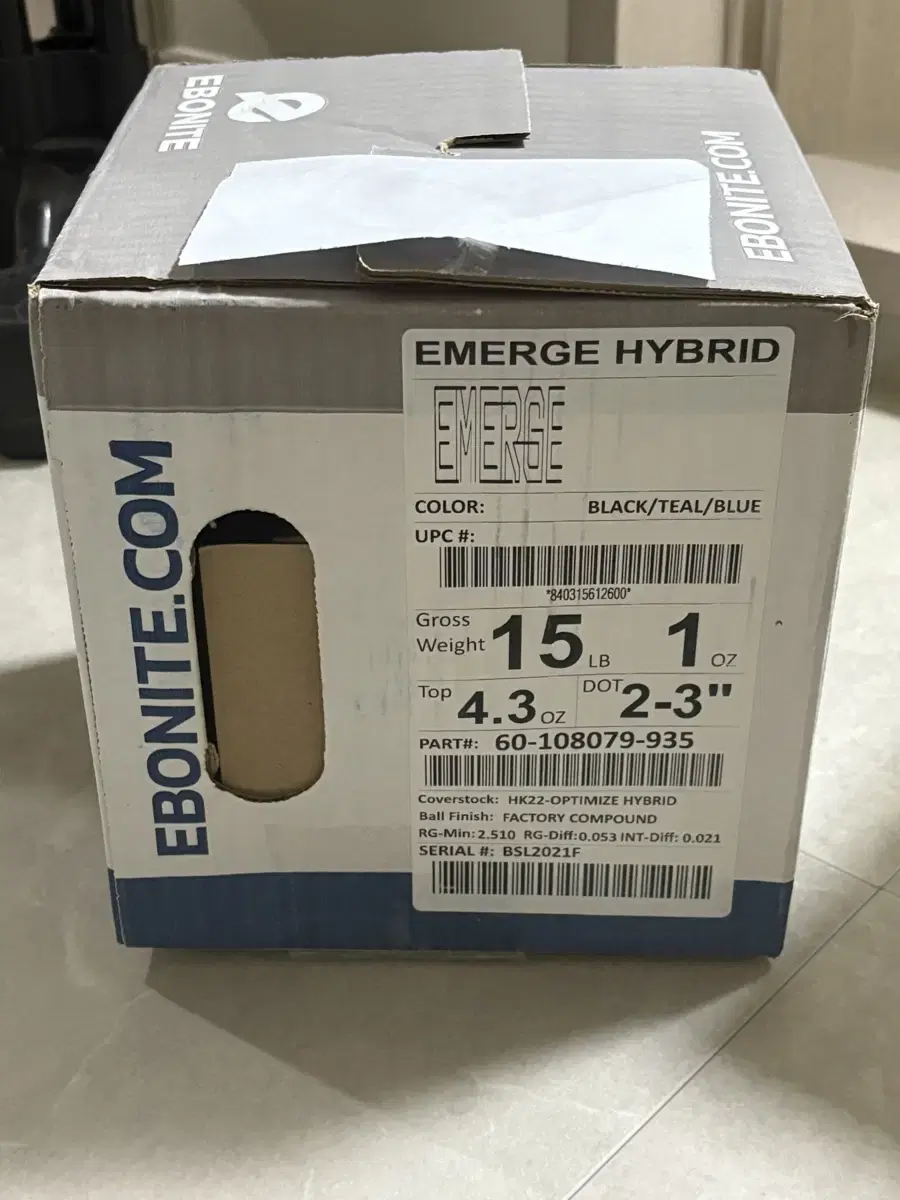 EBONITE
EBONITE.COM
EBONITE.COM
EMERGE HYBRID
EMERGE
COLOR: BLACK/TEAL/BLUE
UPC #:
*840315612600*
Gross Weight 15 LB 1 OZ
Top 4.3 OZ DOT 2-3"
PART#: 60-108079-935
Coverstock: HK22-OPTIMIZE HYBRID
Ball Finish: FACTORY COMPOUND
RG-Min: 2.510 RG-Diff: 0.053 INT-Diff: 0.021
SERIAL #: BSL2021F